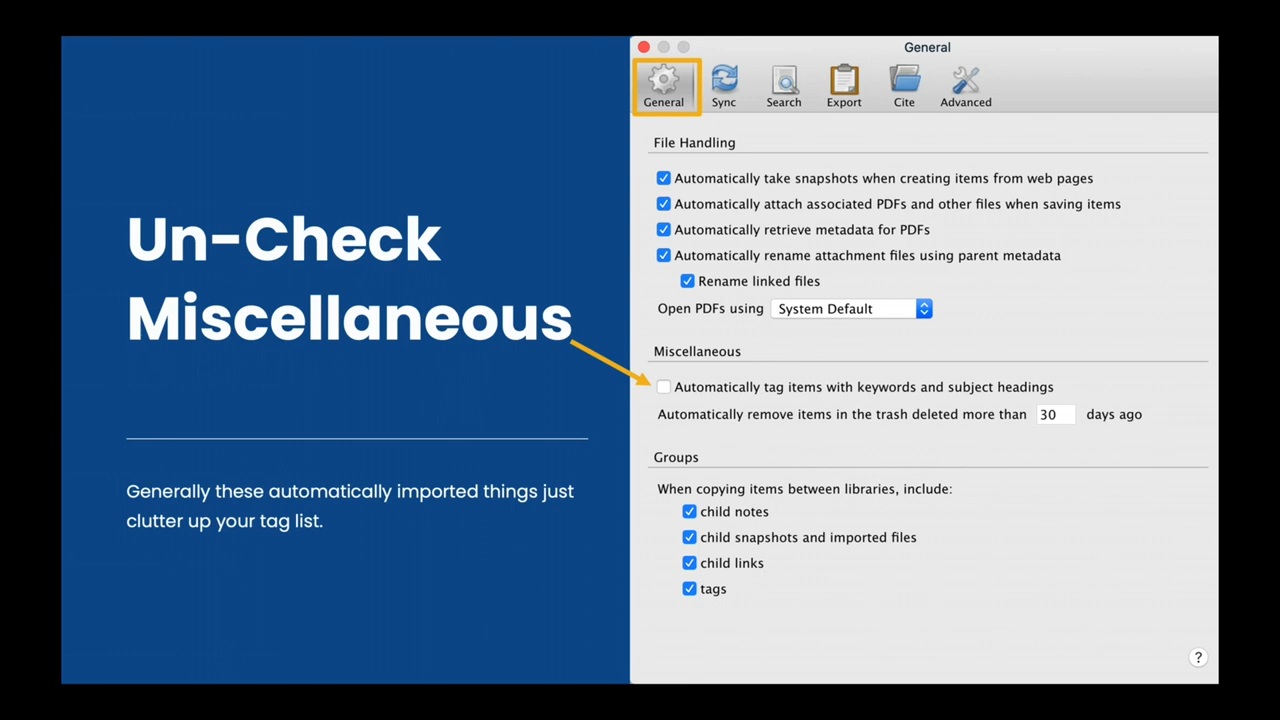 Un-Check
Miscellaneous
Generally these automatically imported things just
clutter up your tag list.
General
General Sync Search Export Cite Advanced
File Handling
Automatically take snapshots when creating items from web pages
Automatically attach associated PDFs and other files when saving items
Automatically retrieve metadata for PDFs
Automatically rename attachment files using parent metadata
Rename linked files
Open PDFs using System Default
Miscellaneous
Automatically tag items with keywords and subject headings
Automatically remove items in the trash deleted more than 30 days ago
Groups
When copying items between libraries, include:
child notes
child snapshots and imported files
child links
tags
?